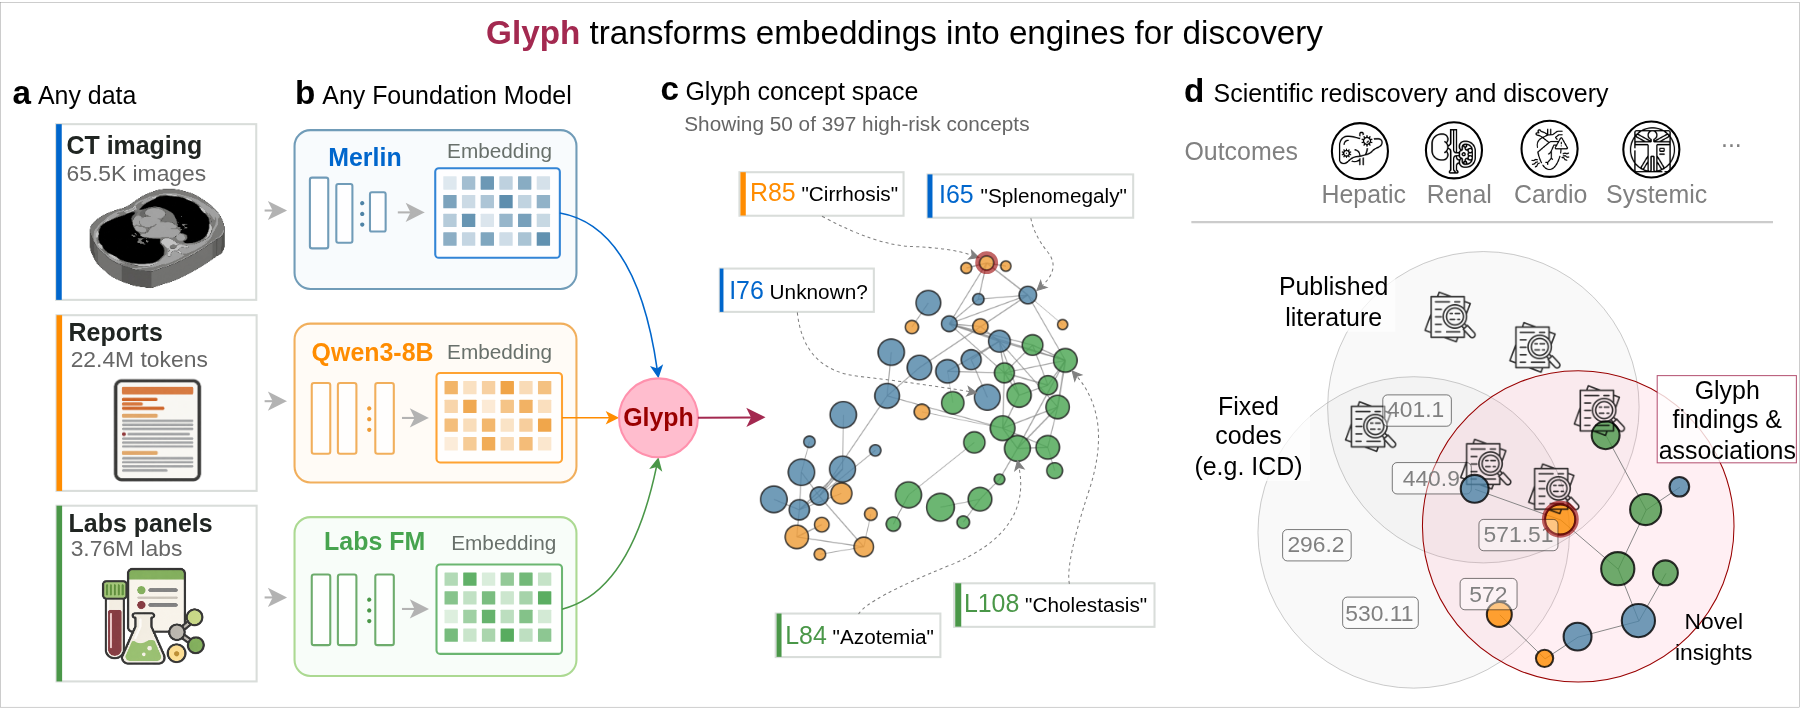 Glyph transforms embeddings into engines for discovery
a Any data
CT imaging
65.5K images
Reports
22.4M tokens
Labs panels
3.76M labs
b Any Foundation Model
Merlin
Embedding
Qwen3-8B
Embedding
Labs FM
Embedding
Glyph
c Glyph concept space
Showing 50 of 397 high-risk concepts
R85 "Cirrhosis"
I65 "Splenomegaly"
I76 Unknown?
L108 "Cholestasis"
L84 "Azotemia"
d Scientific rediscovery and discovery
Outcomes
Hepatic
Renal
Cardio
Systemic
...
Published
literature
Fixed
codes
(e.g. ICD)
Glyph
findings &
associations
401.1
440.9
571.51
296.2
572
530.11
Novel
insights